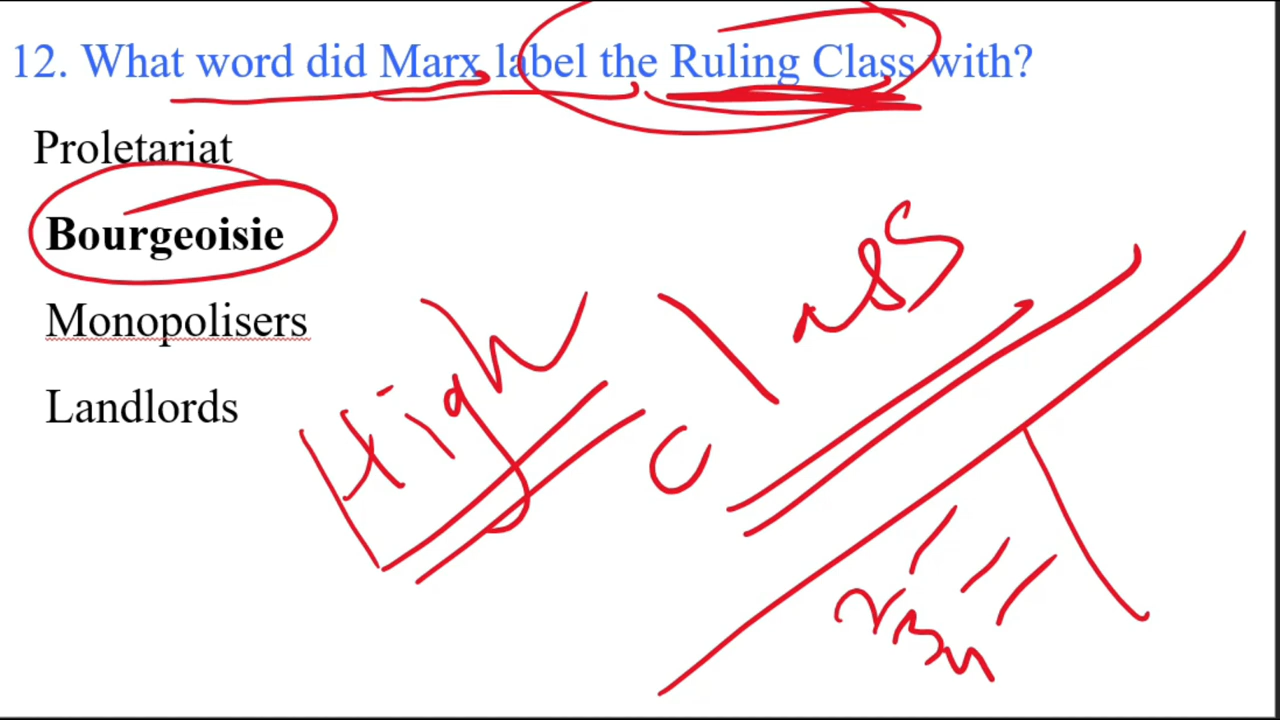 12. What word did Marx label the Ruling Class with?
Proletariat
Bourgeoisie
Monopolisers
Landlords
High class